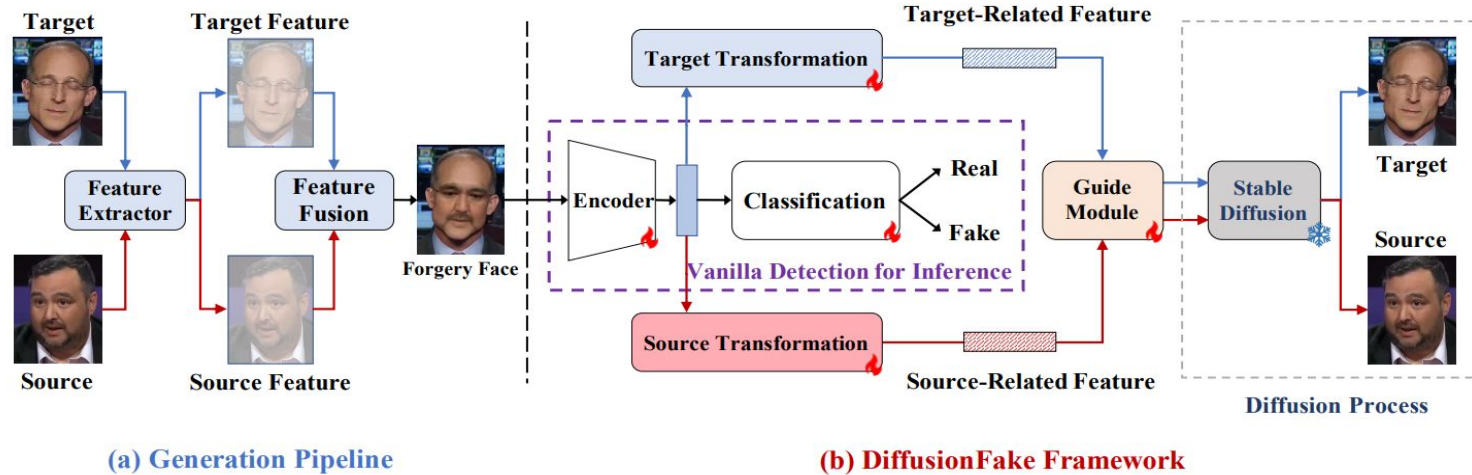 Target
Target Feature
Feature
Extractor
Feature
Fusion
Forgery Face
Source
Source Feature
Target-Related Feature
Target Transformation
Encoder
Classification
Real
Fake
Vanilla Detection for Inference
Source Transformation
Source-Related Feature
Guide
Module
Stable
Diffusion
Target
Source
Diffusion Process
(a) Generation Pipeline
(b) DiffusionFake Framework